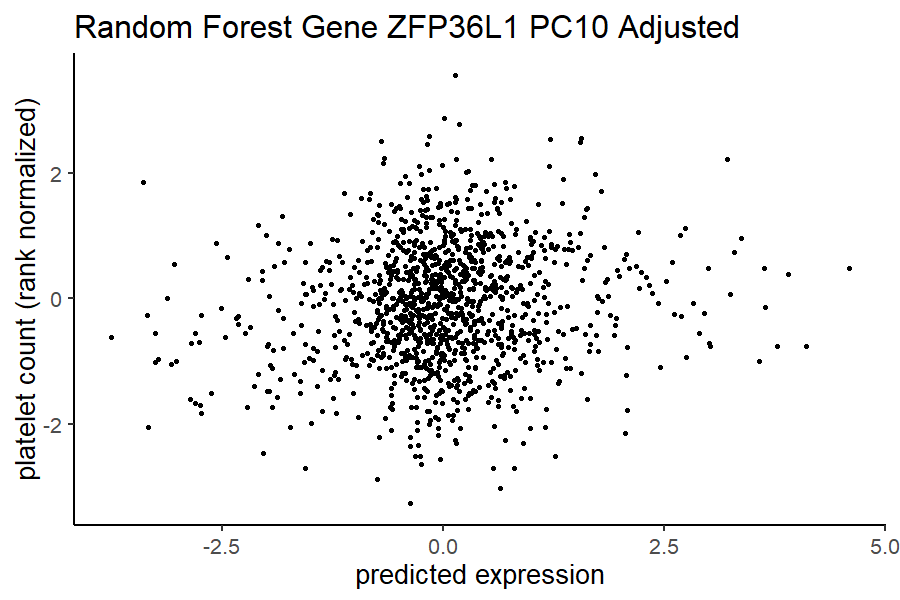 Random Forest Gene ZFP36L1 PC10 Adjusted
platelet count (rank normalized)
2
0
-2
-2.5
0.0
2.5
5.0
predicted expression